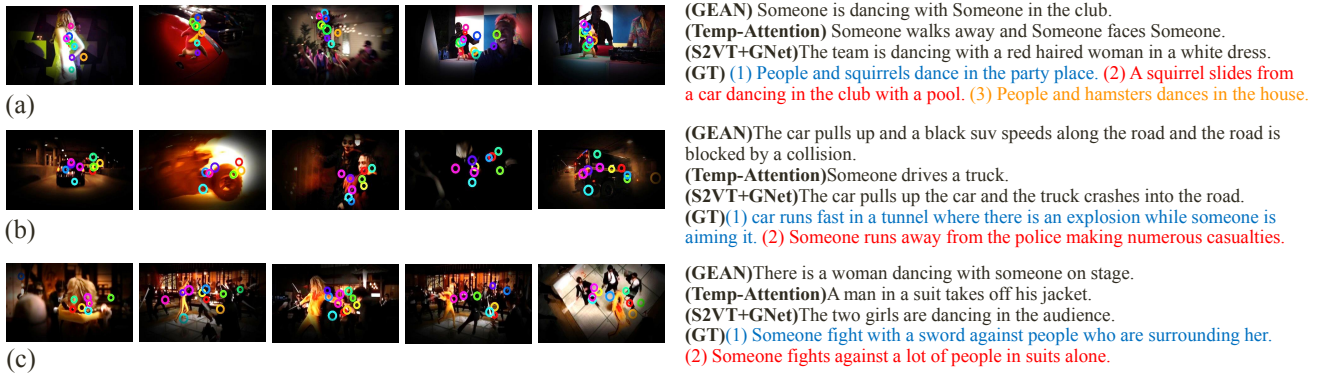 (GEAN) Someone is dancing with Someone in the club.
(Temp-Attention) Someone walks away and Someone faces Someone.
(S2VT+GNet)The team is dancing with a red haired woman in a white dress.
(GT) (1) People and squirrels dance in the party place. (2) A squirrel slides from
a car dancing in the club with a pool. (3) People and hamsters dances in the house.
(a)
(GEAN)The car pulls up and a black suv speeds along the road and the road is
blocked by a collision.
(Temp-Attention)Someone drives a truck.
(S2VT+GNet)The car pulls up the car and the truck crashes into the road.
(GT)(1) car runs fast in a tunnel where there is an explosion while someone is
aiming it. (2) Someone runs away from the police making numerous casualties.
(b)
(GEAN)There is a woman dancing with someone on stage.
(Temp-Attention)A man in a suit takes off his jacket.
(S2VT+GNet)The two girls are dancing in the audience.
(GT)(1) Someone fight with a sword against people who are surrounding her.
(2) Someone fights against a lot of people in suits alone.
(c)